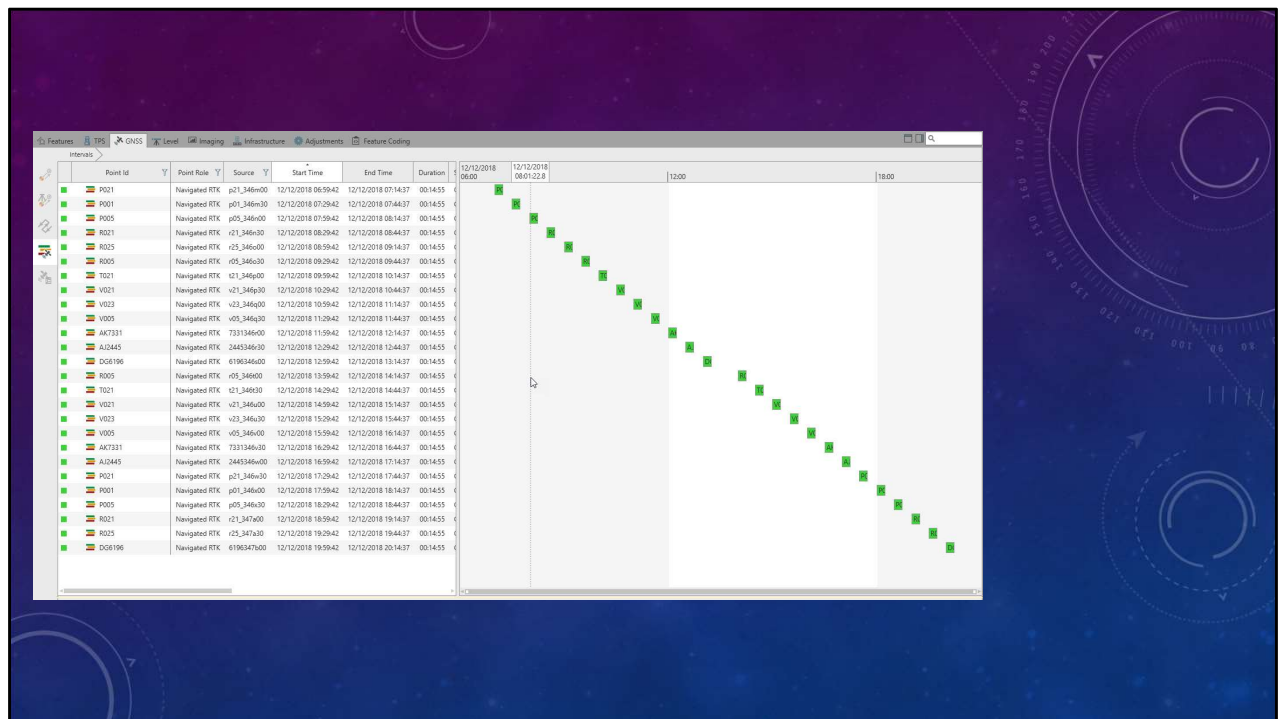 Features TPS GNSS Level Imaging Infrastructure Adjustments Feature Coding
Intervals
Point Id Point Role Source Start Time End Time Duration
12/12/2018 12/12/2018
06:00 08:01:22.8 12:00 18:00
P021 Navigated RTK p21_346m00 12/12/2018 06:59:42 12/12/2018 07:14:37 00:14:55
P001 Navigated RTK p01_346m30 12/12/2018 07:29:42 12/12/2018 07:44:37 00:14:55
P005 Navigated RTK p05_346n00 12/12/2018 07:59:42 12/12/2018 08:14:37 00:14:55
R021 Navigated RTK r21_346n30 12/12/2018 08:29:42 12/12/2018 08:44:37 00:14:55
R025 Navigated RTK r25_346o00 12/12/2018 08:59:42 12/12/2018 09:14:37 00:14:55
R005 Navigated RTK r05_346o30 12/12/2018 09:29:42 12/12/2018 09:44:37 00:14:55
T021 Navigated RTK t21_346p00 12/12/2018 09:59:42 12/12/2018 10:14:37 00:14:55
V021 Navigated RTK v21_346p30 12/12/2018 10:29:42 12/12/2018 10:44:37 00:14:55
V023 Navigated RTK v23_346q00 12/12/2018 10:59:42 12/12/2018 11:14:37 00:14:55
V005 Navigated RTK v05_346q30 12/12/2018 11:29:42 12/12/2018 11:44:37 00:14:55
AK7331 Navigated RTK 7331346r00 12/12/2018 11:59:42 12/12/2018 12:14:37 00:14:55
AJ2445 Navigated RTK 2445346r30 12/12/2018 12:29:42 12/12/2018 12:44:37 00:14:55
DG6196 Navigated RTK 6196346s00 12/12/2018 12:59:42 12/12/2018 13:14:37 00:14:55
R005 Navigated RTK r05_346t00 12/12/2018 13:59:42 12/12/2018 14:14:37 00:14:55
T021 Navigated RTK t21_346t30 12/12/2018 14:29:42 12/12/2018 14:44:37 00:14:55
V021 Navigated RTK v21_346u00 12/12/2018 14:59:42 12/12/2018 15:14:37 00:14:55
V023 Navigated RTK v23_346u30 12/12/2018 15:29:42 12/12/2018 15:44:37 00:14:55
V005 Navigated RTK v05_346v00 12/12/2018 15:59:42 12/12/2018 16:14:37 00:14:55
AK7331 Navigated RTK 7331346v30 12/12/2018 16:29:42 12/12/2018 16:44:37 00:14:55
AJ2445 Navigated RTK 2445346w00 12/12/2018 16:59:42 12/12/2018 17:14:37 00:14:55
P021 Navigated RTK p21_346w30 12/12/2018 17:29:42 12/12/2018 17:44:37 00:14:55
P001 Navigated RTK p01_346x00 12/12/2018 17:59:42 12/12/2018 18:14:37 00:14:55
P005 Navigated RTK p05_346x30 12/12/2018 18:29:42 12/12/2018 18:44:37 00:14:55
R021 Navigated RTK r21_347a00 12/12/2018 18:59:42 12/12/2018 19:14:37 00:14:55
R025 Navigated RTK r25_347a30 12/12/2018 19:29:42 12/12/2018 19:44:37 00:14:55
DG6196 Navigated RTK 6196347b00 12/12/2018 19:59:42 12/12/2018 20:14:37 00:14:55